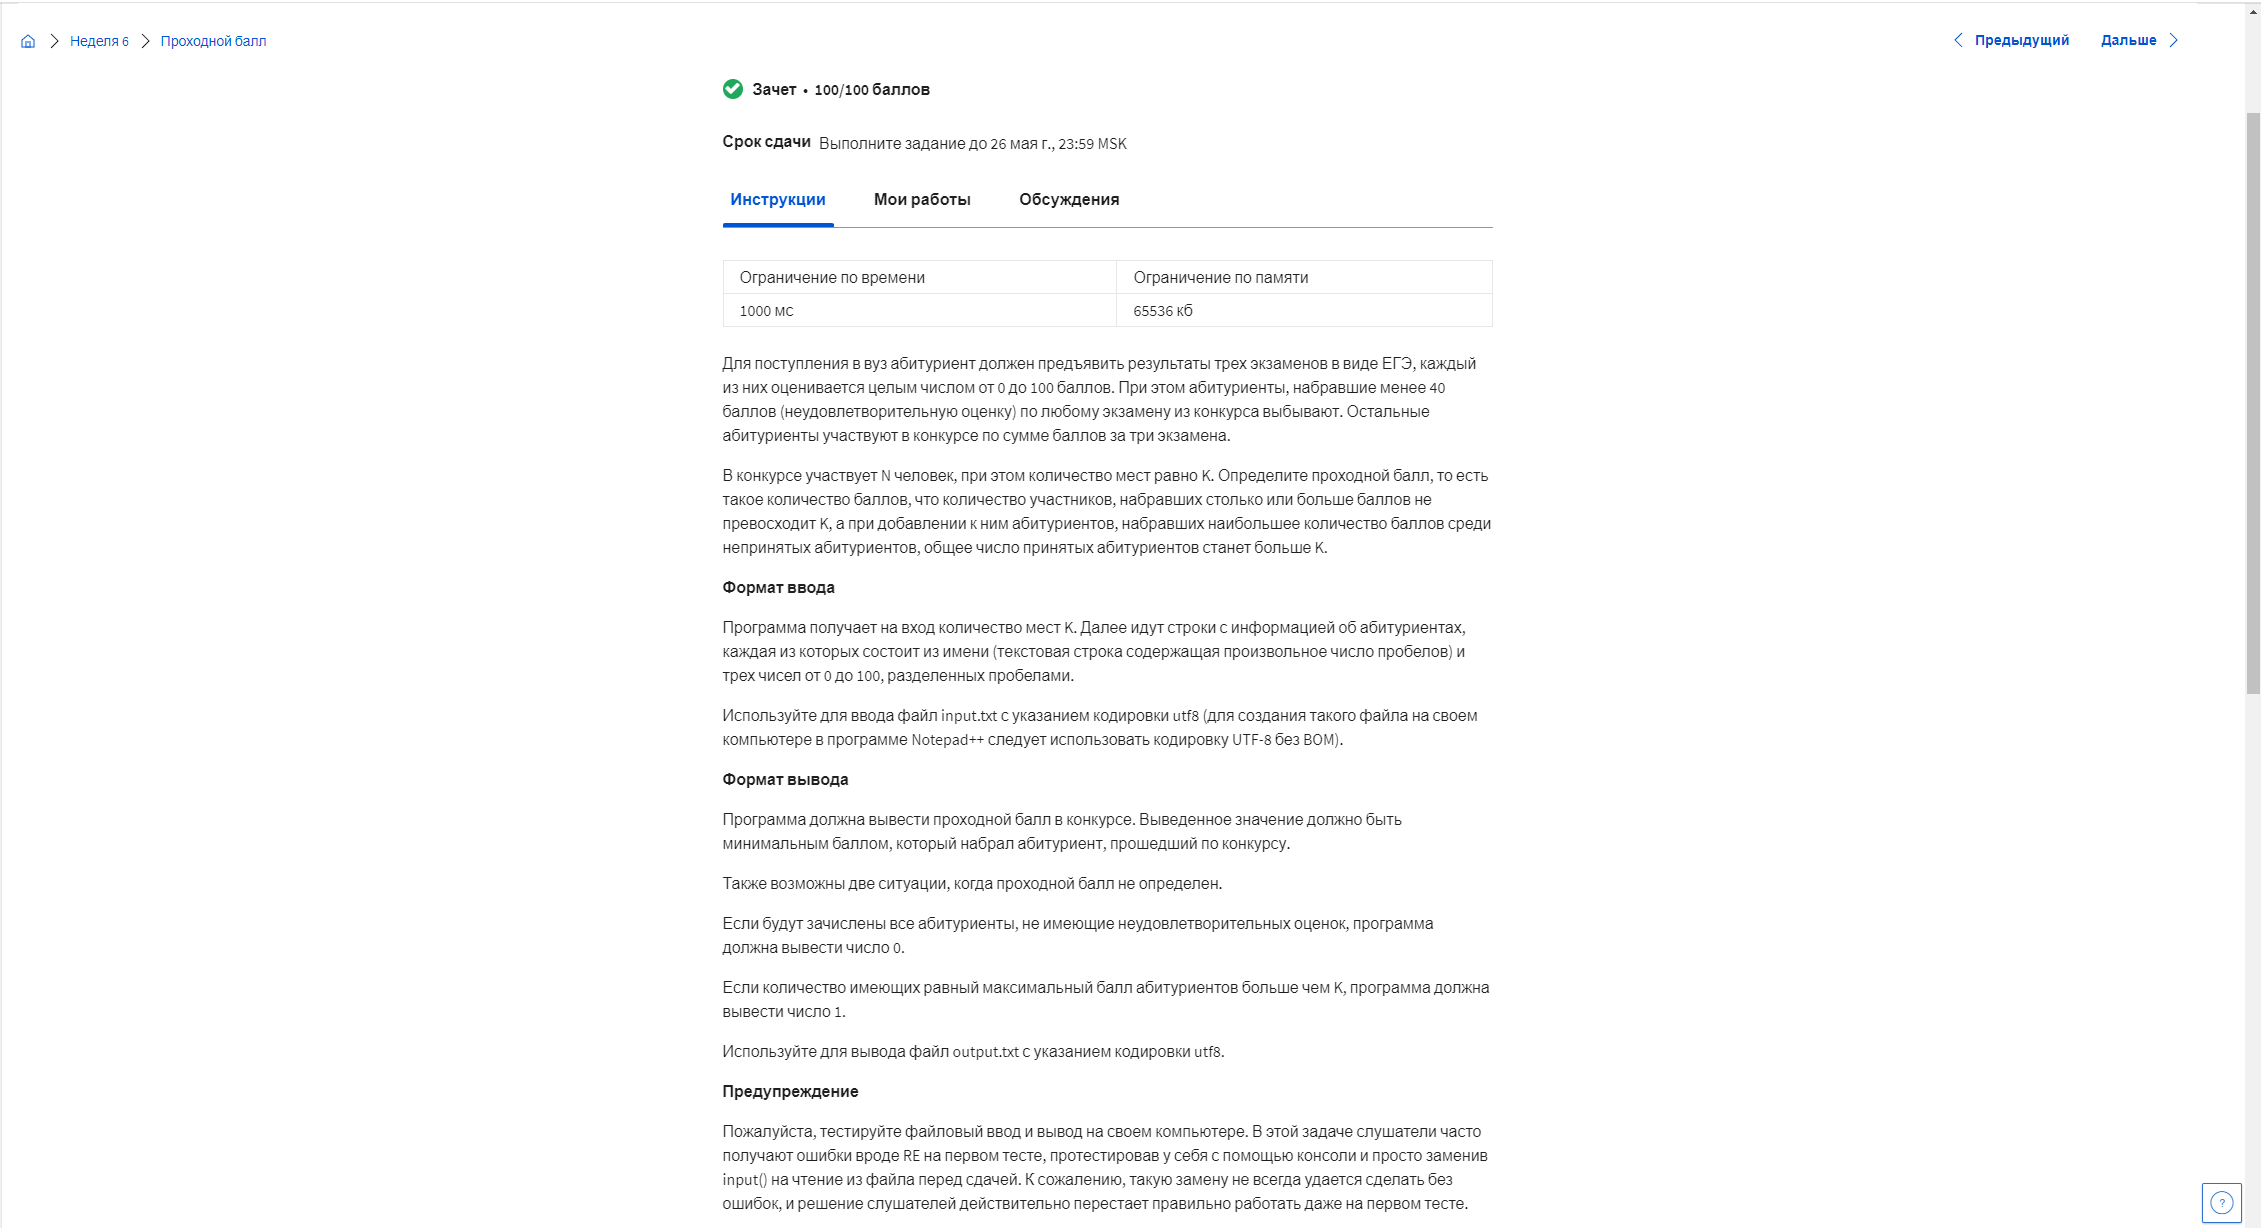 Неделя 6 Проходной балл
Предыдущий Дальше
Зачет • 100/100 баллов
Срок сдачи Выполните задание до 26 мая г., 23:59 MSK
Инструкции Мои работы Обсуждения
Ограничение по времени Ограничение по памяти
1000 мс 65536 кб
Для поступления в вуз абитуриент должен предъявить результаты трех экзаменов в виде ЕГЭ, каждый
из них оценивается целым числом от 0 до 100 баллов. При этом абитуриенты, набравшие менее 40
баллов (неудовлетворительную оценку) по любому экзамену из конкурса выбывают. Остальные
абитуриенты участвуют в конкурсе по сумме баллов за три экзамена.
В конкурсе участвует N человек, при этом количество мест равно K. Определите проходной балл, то есть
такое количество баллов, что количество участников, набравших столько или больше баллов не
превосходит K, а при добавлении к ним абитуриентов, набравших наибольшее количество баллов среди
непринятых абитуриентов, общее число принятых абитуриентов станет больше K.
Формат ввода
Программа получает на вход количество мест K. Далее идут строки с информацией об абитуриентах,
каждая из которых состоит из имени (текстовая строка содержащая произвольное число пробелов) и
трех чисел от 0 до 100, разделенных пробелами.
Используйте для ввода файл input.txt с указанием кодировки utf8 (для создания такого файла на своем
компьютере в программе Notepad++ следует использовать кодировку UTF-8 без BOM).
Формат вывода
Программа должна вывести проходной балл в конкурсе. Выведенное значение должно быть
минимальным баллом, который набрал абитуриент, прошедший по конкурсу.
Также возможны две ситуации, когда проходной балл не определен.
Если будут зачислены все абитуриенты, не имеющие неудовлетворительных оценок, программа
должна вывести число 0.
Если количество имеющих равный максимальный балл абитуриентов больше чем K, программа должна
вывести число 1.
Используйте для вывода файл output.txt с указанием кодировки utf8.
Предупреждение
Пожалуйста, тестируйте файловый ввод и вывод на своем компьютере. В этой задаче слушатели часто
получают ошибки вроде RE на первом тесте, протестировав у себя с помощью консоли и просто заменив
input() на чтение из файла перед сдачей. К сожалению, такую замену не всегда удается сделать без
ошибок, и решение слушателей действительно перестает правильно работать даже на первом тесте.
?